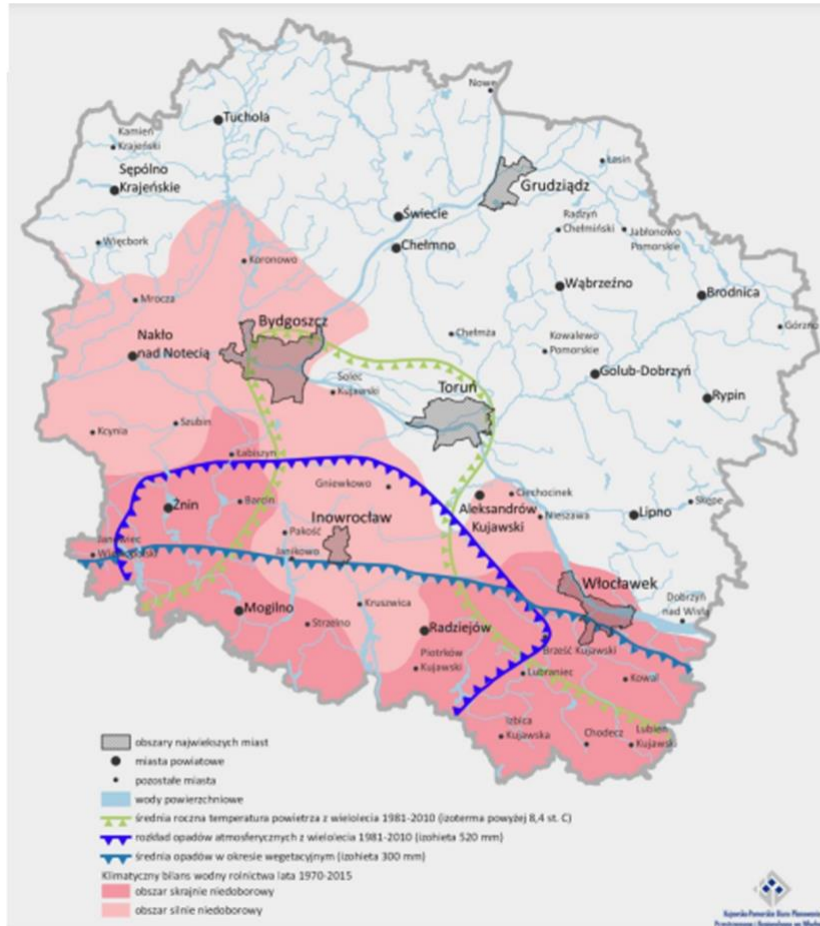 Nowe
Tuchola
Kamień
Krajeński
Sępólno
Krajeńskie
Łasin
Grudziądz
Świecie
Radzyń
Chełmiński
Jabłonowo
Pomorskie
Więcbork
Chełmno
Koronowo
Wąbrzeźno
Brodnica
Mrocza
Górzno
Bydgoszcz
Nakło
nad Notecią
Chełmża
Kowalewo
Pomorskie
Solec
Kujawski
Toruń
Golub-Dobrzyń
Rypin
Kcynia
Szubin
Łabiszyn
Gniewkowo
Ciechocinek
Aleksandrów
Kujawski
Nieszawa
Lipno
Skępe
Żnin
Barcin
Inowrocław
Pakość
Janowiec
Wielkopolski
Janikowo
Włocławek
Dobrzyń
nad Wisłą
Mogilno
Kruszwica
Strzelno
Radziejów
Brześć Kujawski
Piotrków
Kujawski
Lubraniec
Kowal
Izbica
Kujawska
Chodecz
Lubień
Kujawski
obszary największych miast
miasta powiatowe
pozostałe miasta
wody powierzchniowe
średnia roczna temperatura powietrza z wielolecia 1981-2010 (izoterma powyżej 8,4 st. C)
rozkład opadów atmosferycznych z wielolecia 1981-2010 (izohieta 520 mm)
średnia opadów w okresie wegetacyjnym (izohieta 300 mm)
Klimatyczny bilans wodny rolnictwa lata 1970-2015
obszar skrajnie niedoborowy
obszar silnie niedoborowy
Kujawsko-Pomorskie Biuro Planowania